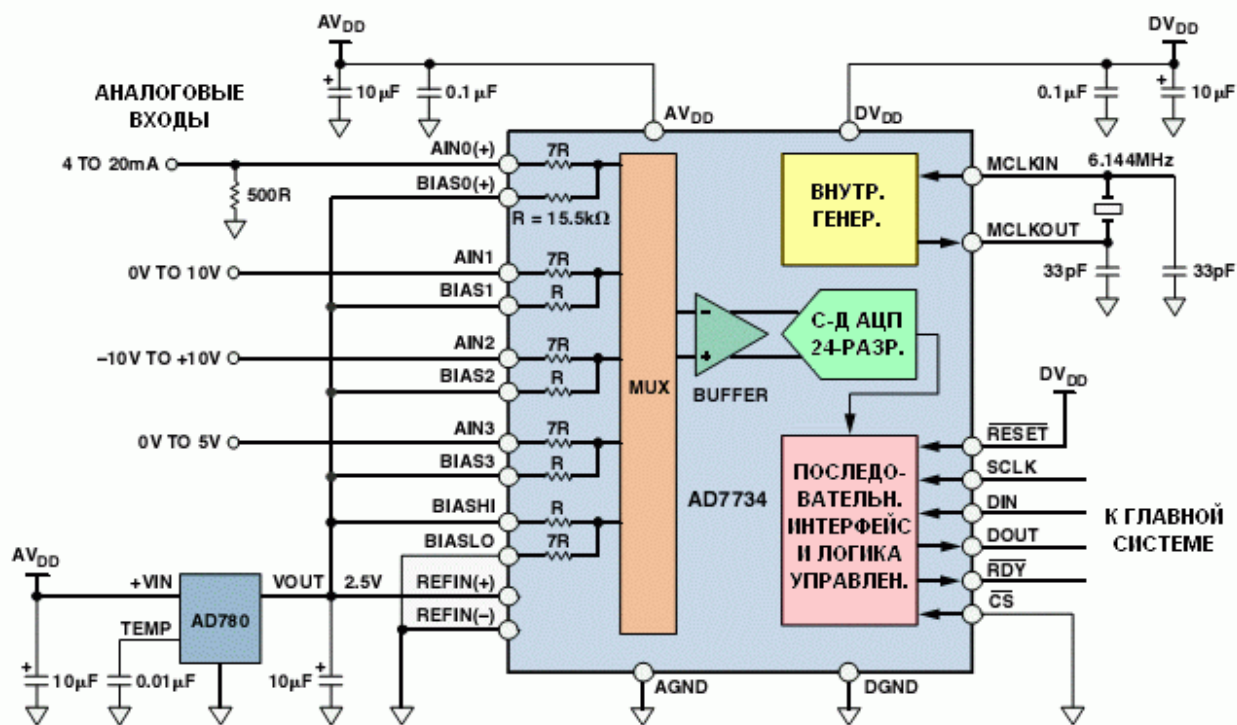 AVDD
DVDD
10µF
0.1µF
0.1µF
10µF
АНАЛОГОВЫЕ
ВХОДЫ
AVDD
DVDD
4 TO 20mA
500R
AIN0(+)
7R
BIAS0(+)
R = 15.5kΩ
0V TO 10V
AIN1
7R
BIAS1
R
–10V TO +10V
AIN2
7R
BIAS2
R
0V TO 5V
AIN3
7R
BIAS3
R
BIASHI
R
BIASLO
7R
REFIN(+)
REFIN(–)
MUX
BUFFER
С-Д АЦП
24-РАЗР.
ВНУТР.
ГЕНЕР.
MCLKIN
6.144MHz
MCLKOUT
33pF
33pF
DVDD
RESET
SCLK
DIN
DOUT
RDY
CS
К ГЛАВНОЙ
СИСТЕМЕ
AD7734
ПОСЛЕДО-
ВАТЕЛЬН.
ИНТЕРФЕЙС
И ЛОГИКА
УПРАВЛЕН.
AVDD
+VIN
VOUT
2.5V
TEMP
AD780
10µF
0.01µF
10µF
AGND
DGND